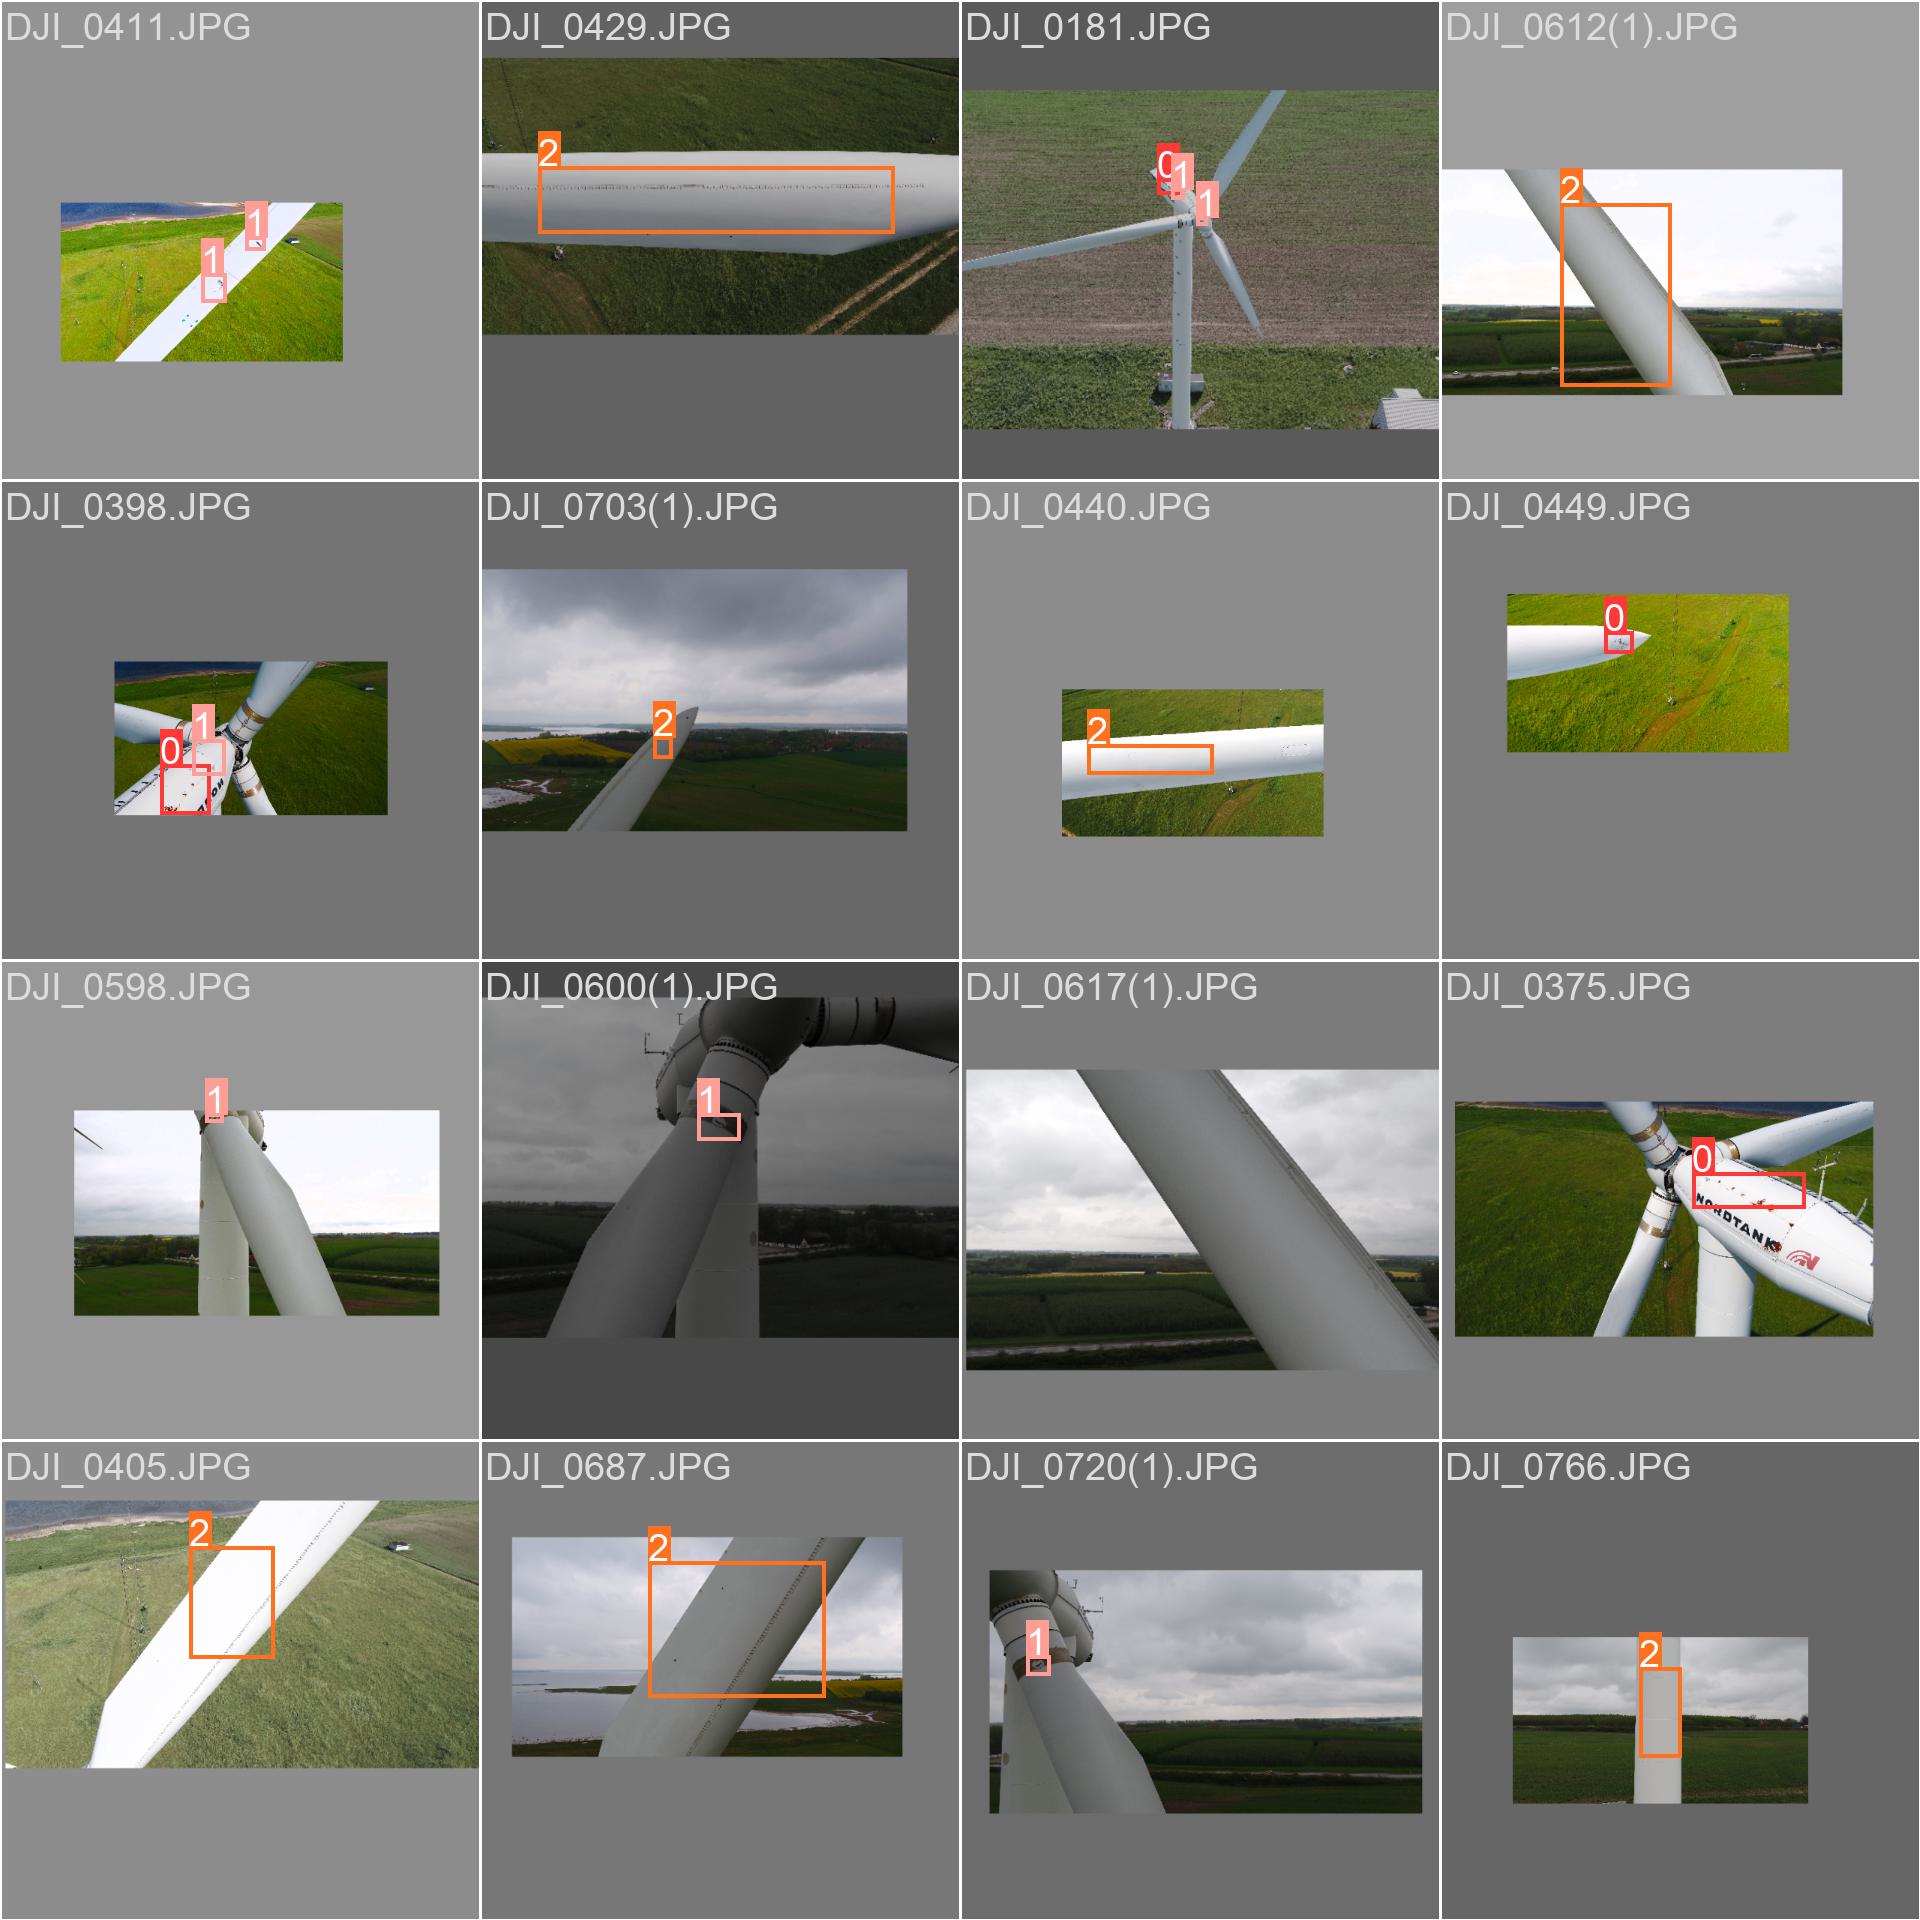 DJI_0411.JPG
1
1
DJI_0429.JPG
2
DJI_0181.JPG
0
1
1
DJI_0612(1).JPG
2
DJI_0398.JPG
1
0
DJI_0703(1).JPG
2
DJI_0440.JPG
2
DJI_0449.JPG
0
DJI_0598.JPG
1
DJI_0600(1).JPG
1
DJI_0617(1).JPG
DJI_0375.JPG
0
NORDTANK
DJI_0405.JPG
2
DJI_0687.JPG
2
DJI_0720(1).JPG
1
DJI_0766.JPG
2